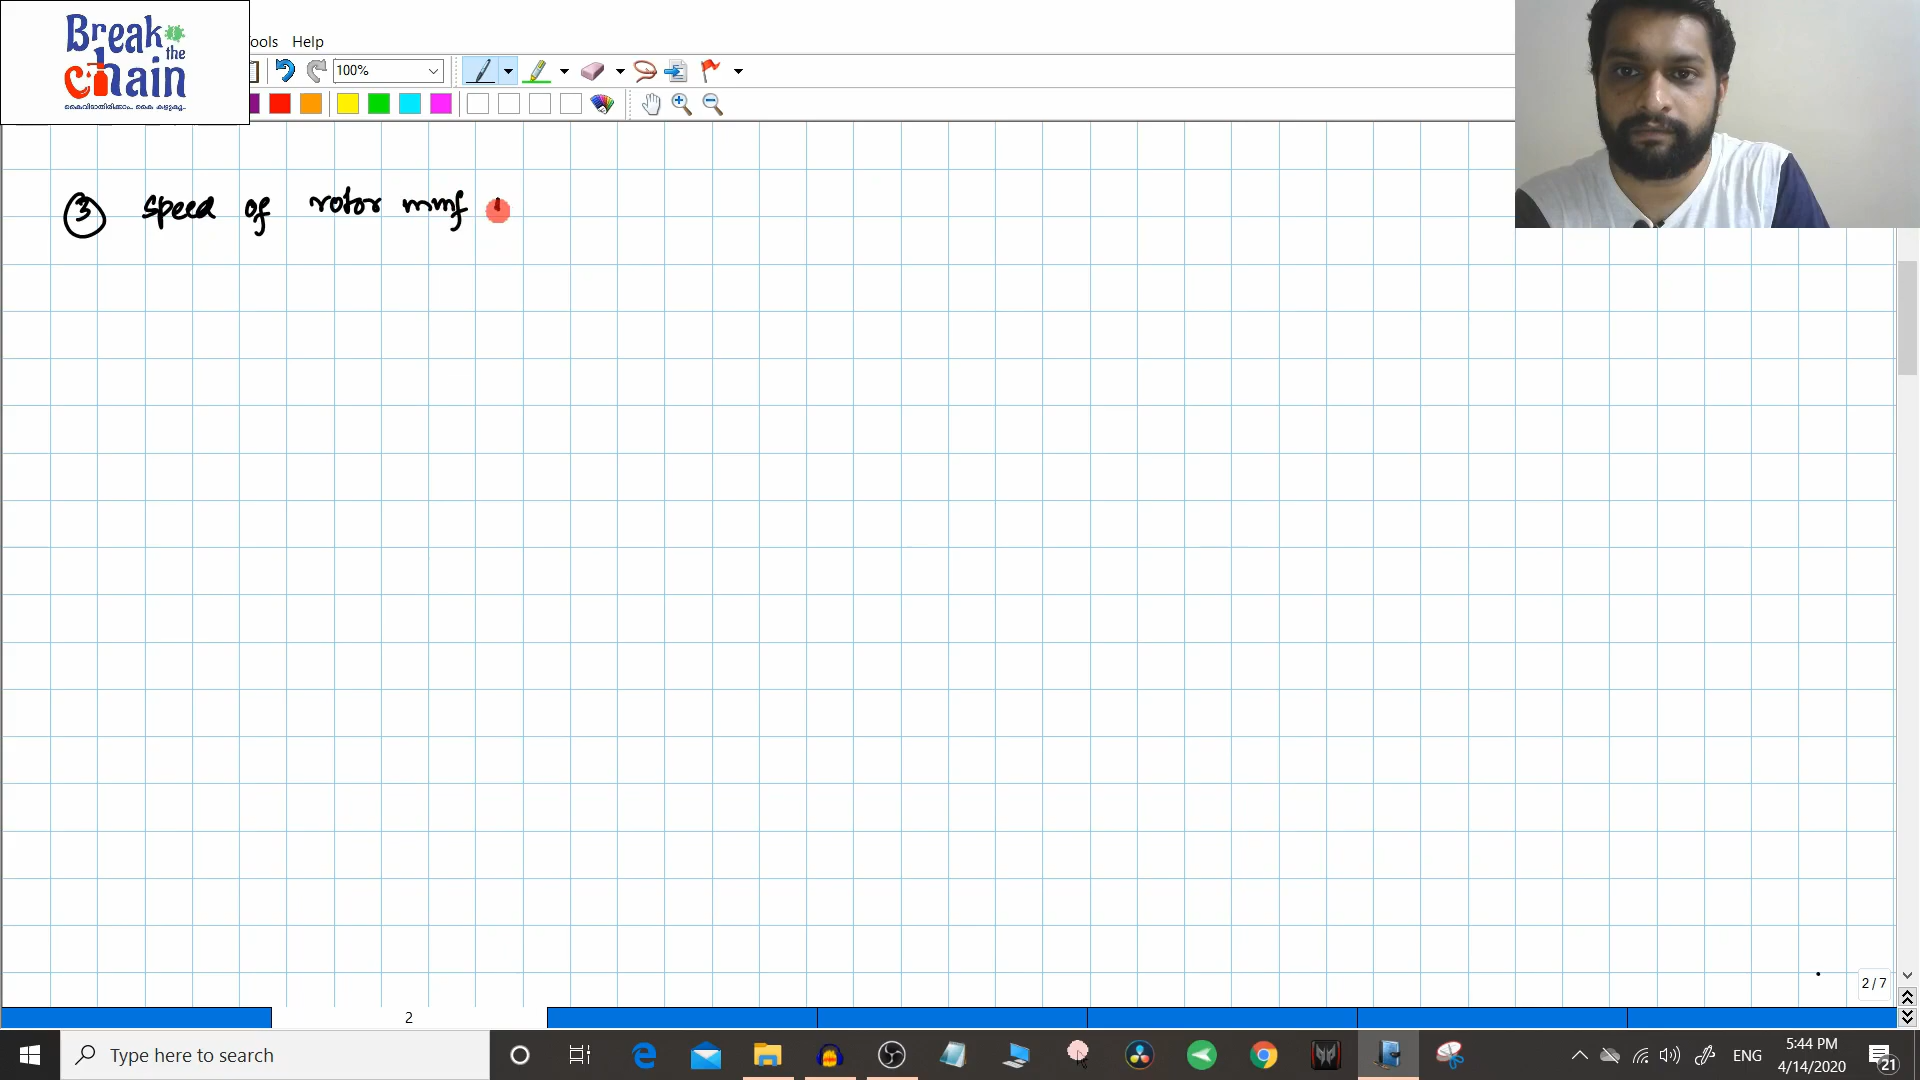 Break
the
chain
കൈവിടാതിരിക്കാം.. കൈ കഴുകൂ..
ools Help
100%
3 speed of rotor mmf
2 / 7
2
Type here to search
ENG
5:44 PM
4/14/2020
21